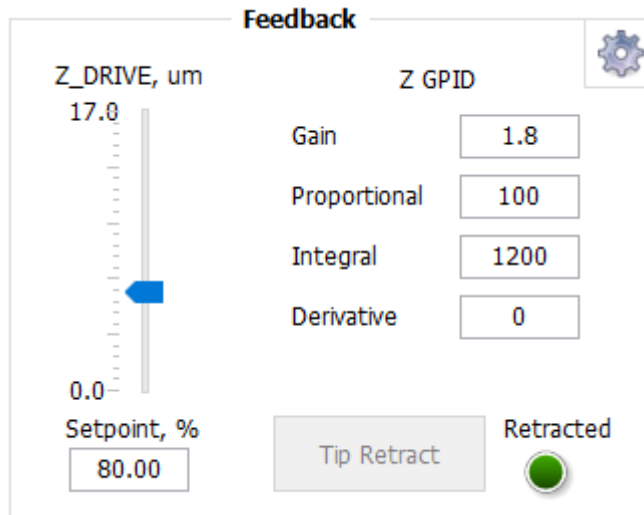 Feedback
Z_DRIVE, um
17.0
0.0
Setpoint, %
80.00
Z GPID
Gain 1.8
Proportional 100
Integral 1200
Derivative 0
Tip Retract
Retracted